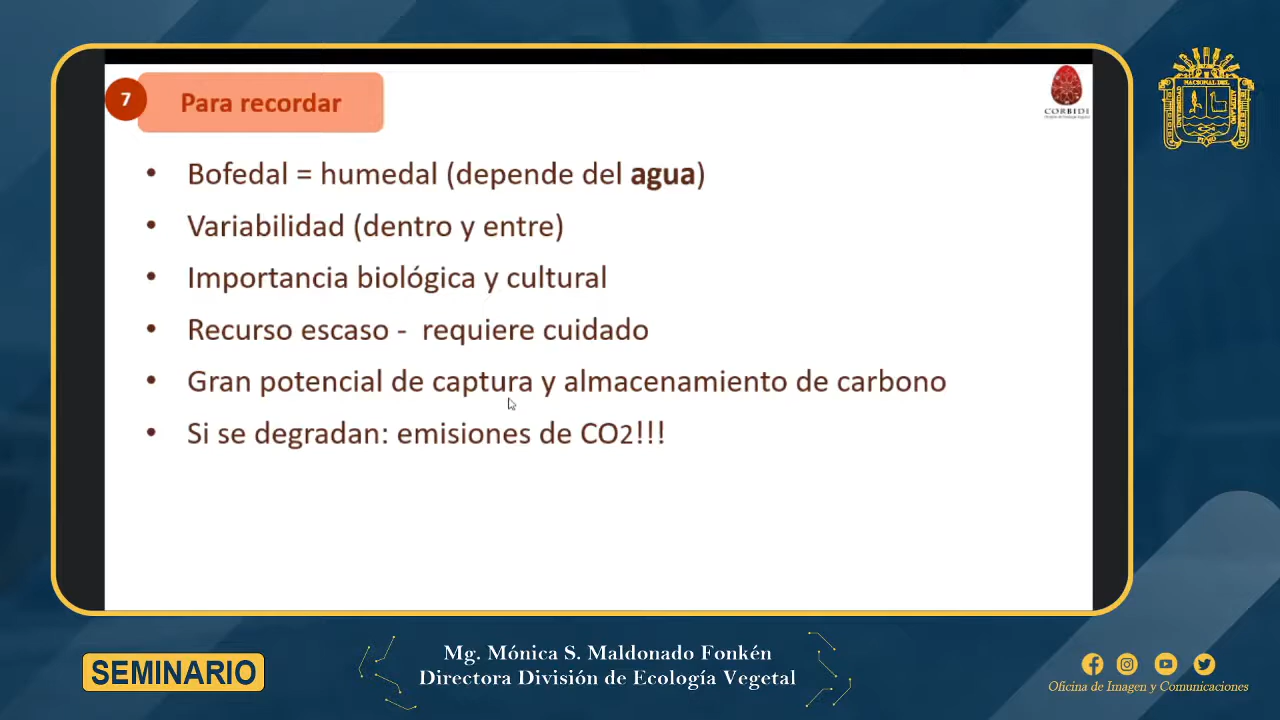 7
Para recordar
CORBIDI
• Bofedal = humedal (depende del agua)
• Variabilidad (dentro y entre)
• Importancia biológica y cultural
• Recurso escaso - requiere cuidado
• Gran potencial de captura y almacenamiento de carbono
• Si se degradan: emisiones de CO2!!!
SEMINARIO
Mg. Mónica S. Maldonado Fonkén
Directora División de Ecología Vegetal
Oficina de Imagen y Comunicaciones